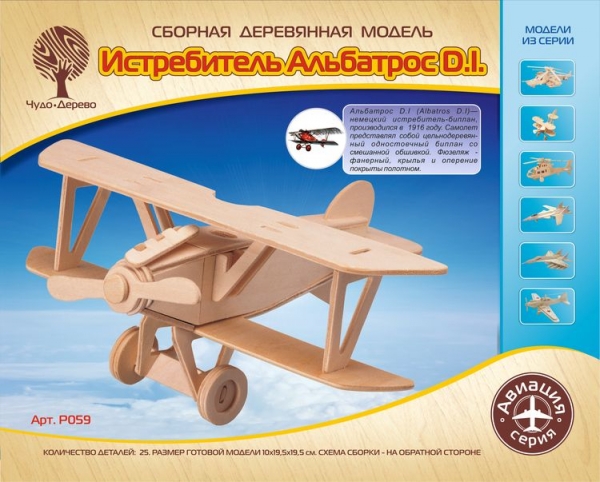 СБОРНАЯ ДЕРЕВЯННАЯ МОДЕЛЬ
Истребитель Альбатрос D.I.
Чудо-Дерево
МОДЕЛИ
ИЗ СЕРИИ
Альбатрос D.I (Albatros D.I)—
немецкий истребитель-биплан,
производился в 1916 году. Самолет
представлял собой цельнодеревян-
ный одностоечный биплан со
смешанной обшивкой. Фюзеляж -
фанерный, крылья и оперение
покрыты полотном.
Авиация
серия
Арт. P059
КОЛИЧЕСТВО ДЕТАЛЕЙ: 25. РАЗМЕР ГОТОВОЙ МОДЕЛИ 10х19,5х19,5 см. СХЕМА СБОРКИ - НА ОБРАТНОЙ СТОРОНЕ